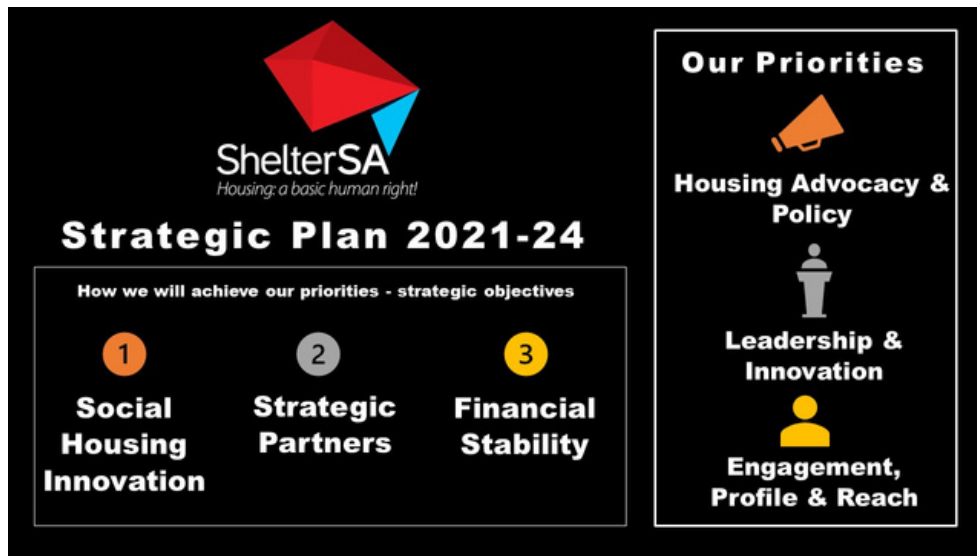 ShelterSA
Housing: a basic human right!
Strategic Plan 2021-24
How we will achieve our priorities - strategic objectives
1
Social
Housing
Innovation
2
Strategic
Partners
3
Financial
Stability
Our Priorities
Housing Advocacy &
Policy
Leadership &
Innovation
Engagement,
Profile & Reach